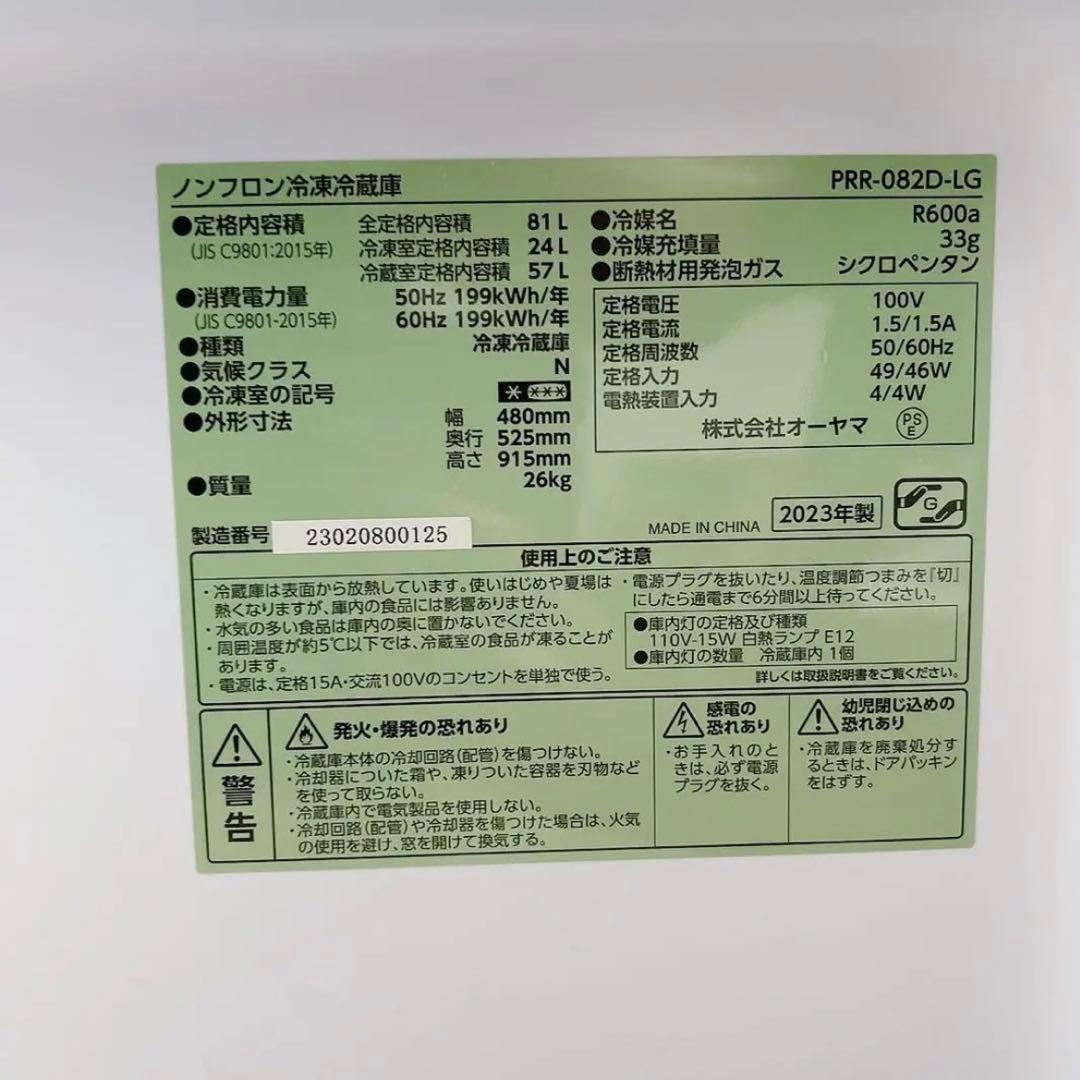 ノンフロン冷凍冷蔵庫
PRR-082D-LG
●定格内容積 全定格内容積 81L
(JIS C9801:2015年) 冷凍室定格内容積 24L
冷蔵室定格内容積 57L
●消費電力量 50Hz 199kWh/年
(JIS C9801-2015年) 60Hz 199kWh/年
●種類 冷凍冷蔵庫
●気候クラス N
●冷凍室の記号
●外形寸法 幅 480mm
奥行 525mm
高さ 915mm
●質量 26kg
製造番号 23020800125
●冷媒名 R600a
●冷媒充填量 33g
●断熱材用発泡ガス シクロペンタン
定格電圧 100V
定格電流 1.5/1.5A
定格周波数 50/60Hz
定格入力 49/46W
電熱装置入力 4/4W
株式会社オーヤマ PSE
MADE IN CHINA 2023年製 G
使用上のご注意
・冷蔵庫は表面から放熱しています。使いはじめや夏場は
熱くなりますが、庫内の食品には影響ありません。
・水気の多い食品は庫内の奥に置かないでください。
・周囲温度が約5℃以下では、冷蔵室の食品が凍ることが
あります。
・電源は、定格15A・交流100Vのコンセントを単独で使う。
・電源プラグを抜いたり、温度調節つまみを『切』
にしたら通電まで6分間以上待ってください。
●庫内灯の定格及び種類
110V-15W 白熱ランプ E12
●庫内灯の数量 冷蔵庫内 1個
詳しくは取扱説明書をご覧ください。
警告
発火・爆発の恐れあり
・冷蔵庫本体の冷却回路(配管)を傷つけない。
・冷却器についた霜や、凍りついた容器を刃物など
を使って取らない。
・冷蔵庫内で電気製品を使用しない。
・冷却回路(配管)や冷却器を傷つけた場合は、火気
の使用を避け、窓を開けて換気する。
感電の
恐れあり
・お手入れのと
きは、必ず電源
プラグを抜く。
幼児閉じ込めの
恐れあり
・冷蔵庫を廃棄処分す
るときは、ドアパッキン
をはずす。